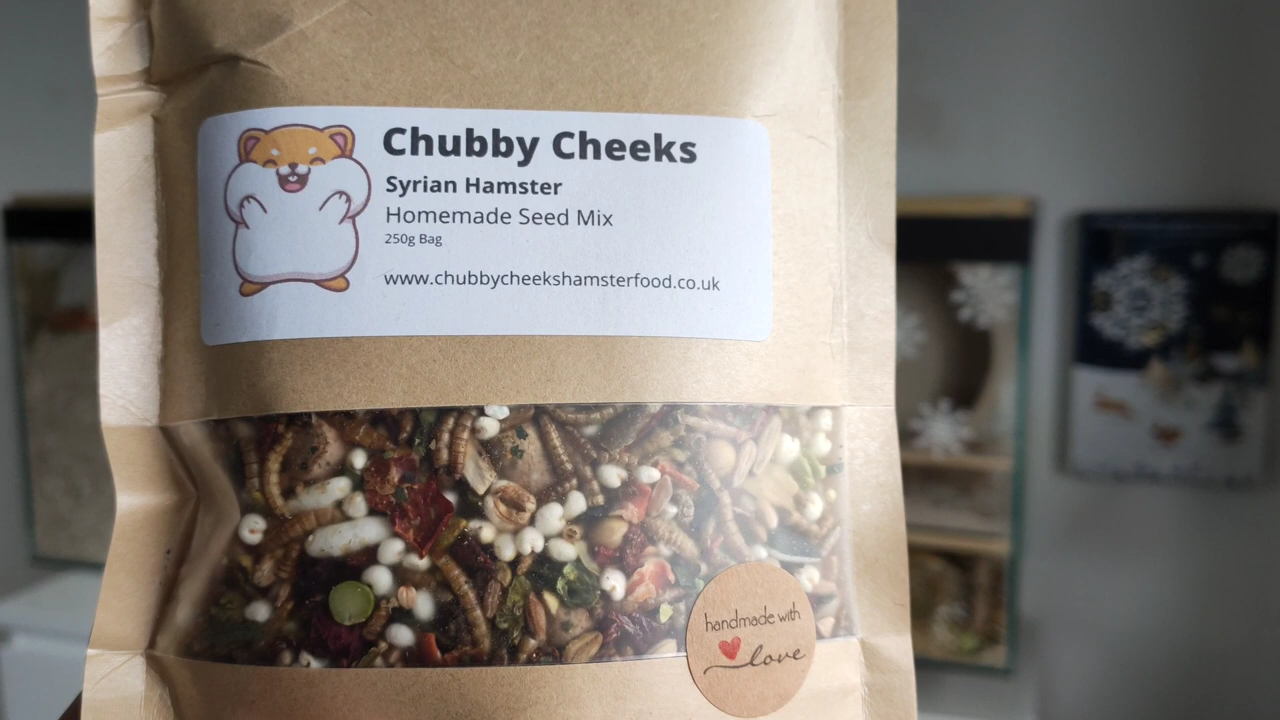 Chubby Cheeks
Syrian Hamster
Homemade Seed Mix
250g Bag
www.chubbycheekshamsterfood.co.uk
handmade with
love